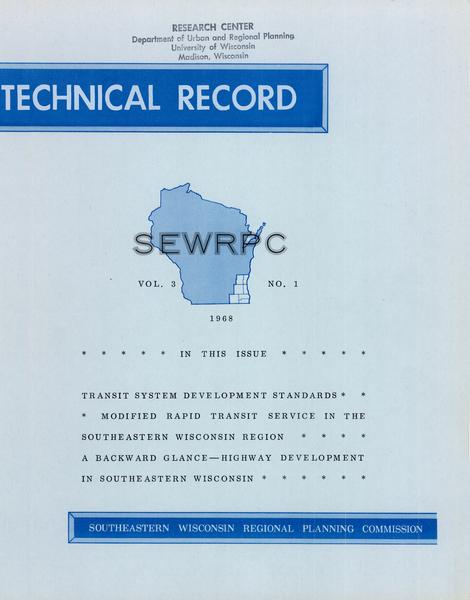 RESEARCH CENTER
Department of Urban and Regional Planning
University of Wisconsin
Madison, Wisconsin
TECHNICAL RECORD
SEWRPC
VOL. 3 NO. 1
1968
* * * * * IN THIS ISSUE * * * * *
TRANSIT SYSTEM DEVELOPMENT STANDARDS * *
* MODIFIED RAPID TRANSIT SERVICE IN THE
SOUTHEASTERN WISCONSIN REGION * * * *
A BACKWARD GLANCE—HIGHWAY DEVELOPMENT
IN SOUTHEASTERN WISCONSIN * * * * * *
SOUTHEASTERN WISCONSIN REGIONAL PLANNING COMMISSION